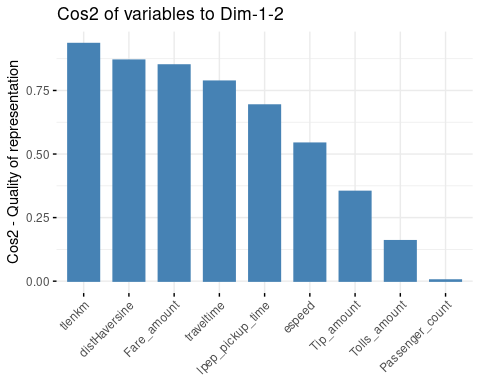 Cos2 of variables to Dim-1-2
Cos2 - Quality of representation
0.75
0.50
0.25
0.00
tlenkm
distHaversine
Fare_amount
traveltime
lpep_pickup_time
espeed
Tip_amount
Tolls_amount
Passenger_count